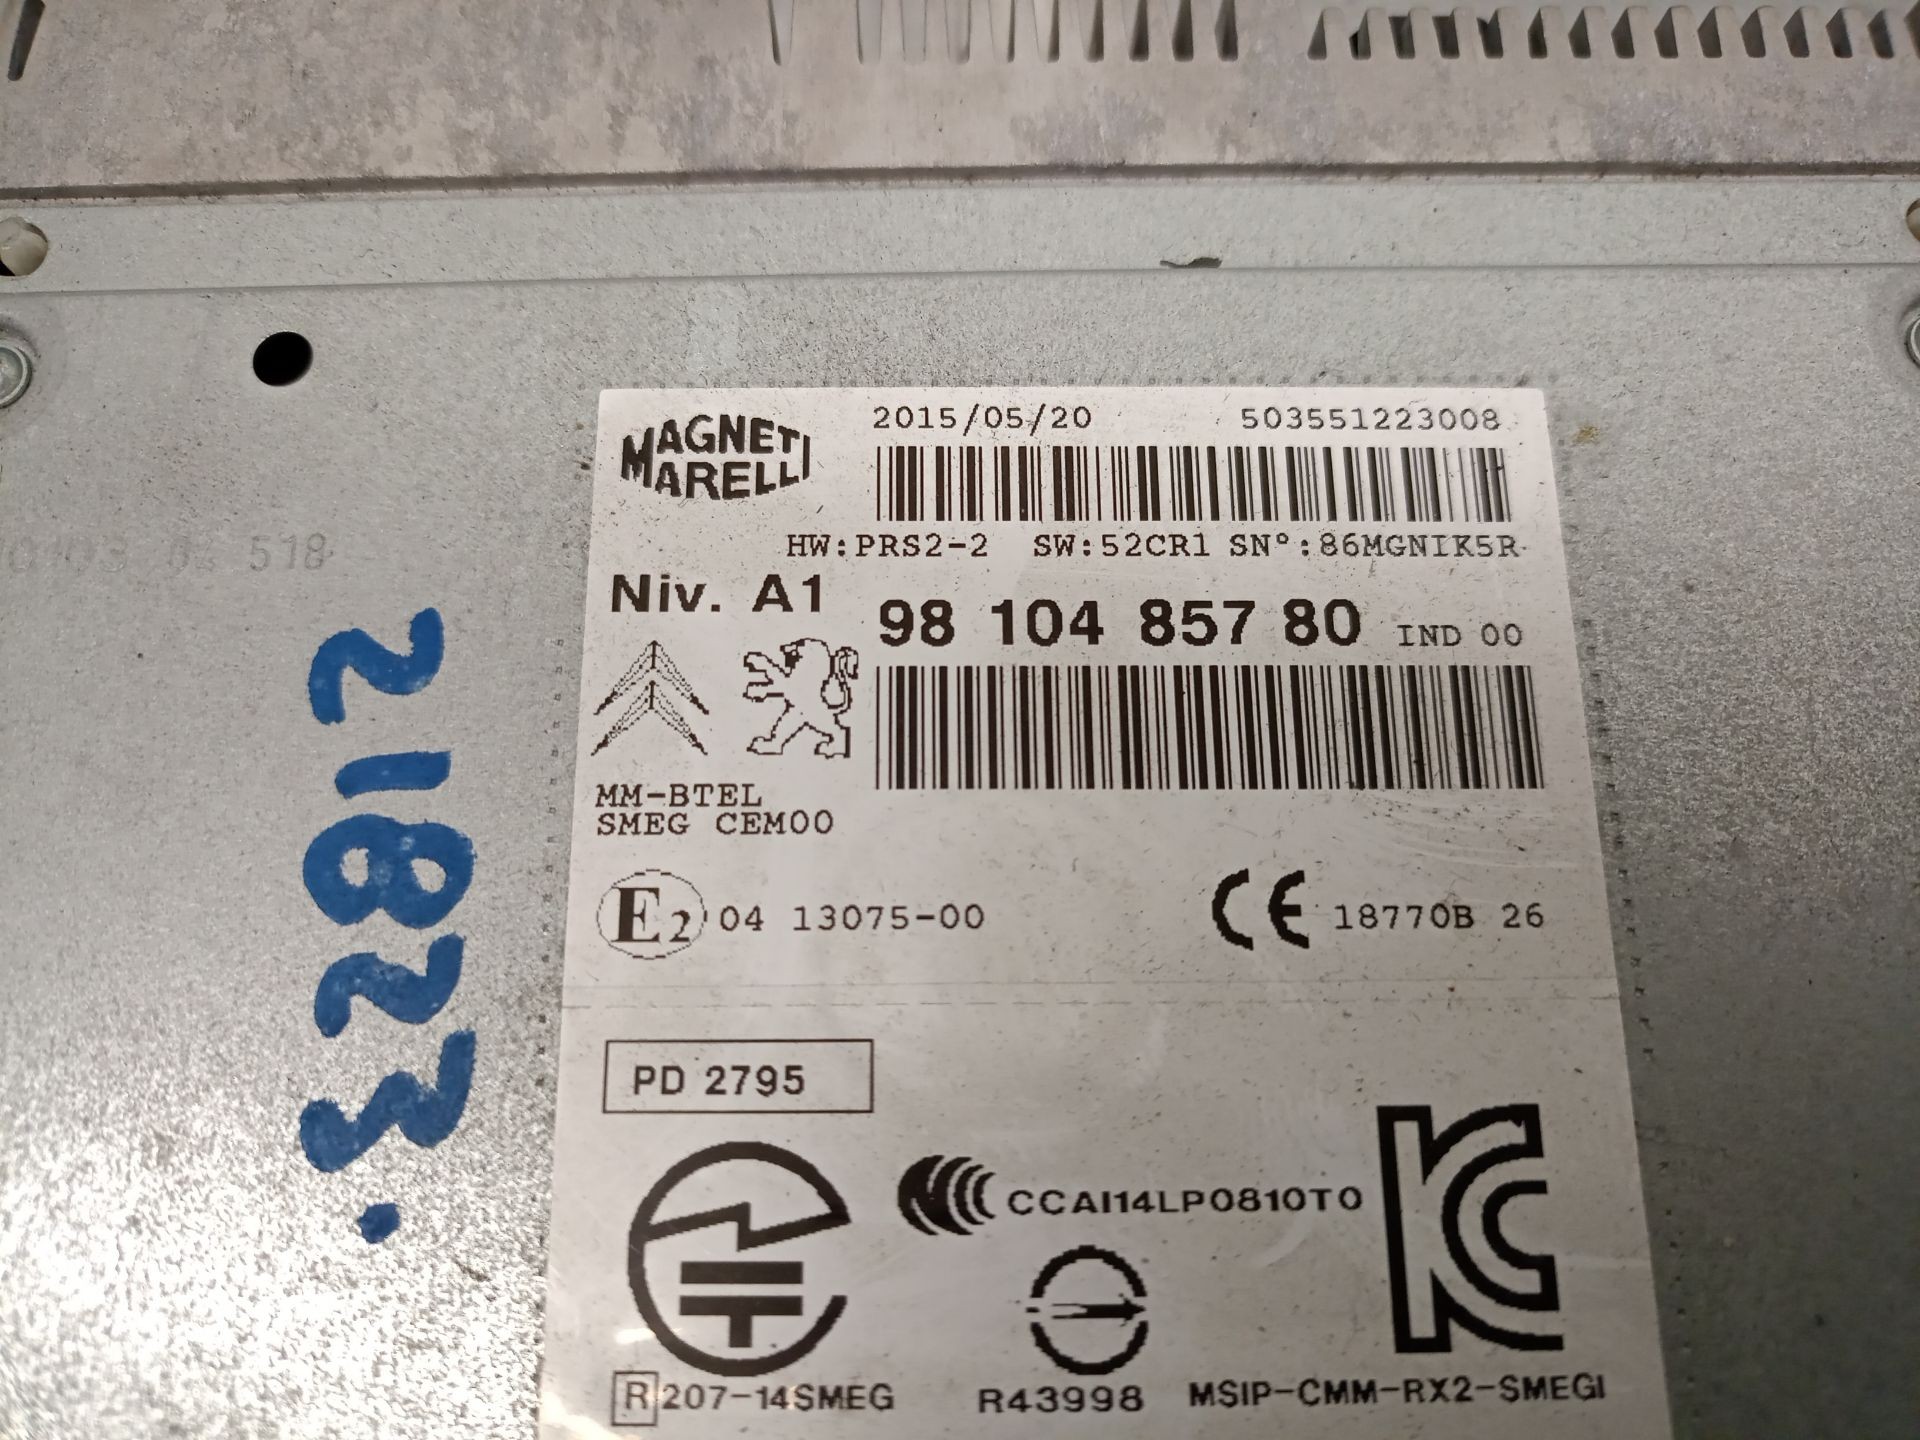 MAGNETI
MARELLI
2015/05/20 503551223008
HW:PRS2-2 SW:52CR1 SN°:86MGNIK5R
Niv. A1 98 104 857 80 IND 00
MM-BTEL
SMEG CEM00
E2 04 13075-00 CE 18770B 26
PD 2795
CCAI14LP0810T0
R 207-14SMEG R43998 MSIP-CMM-RX2-SMEGI
518
21823.